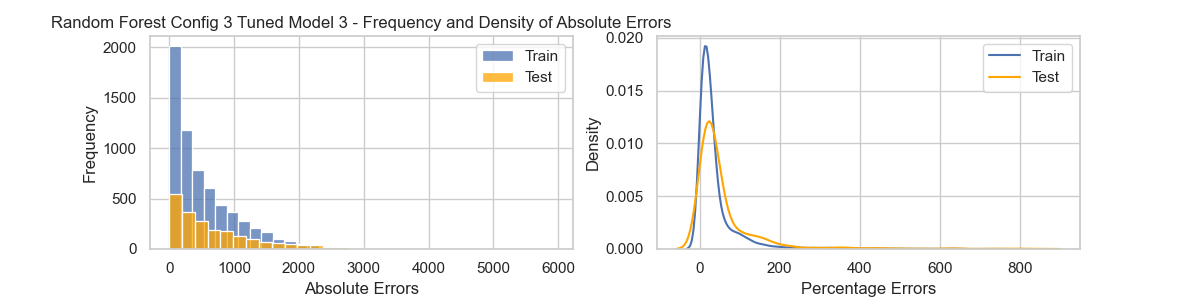 Random Forest Config 3 Tuned Model 3 - Frequency and Density of Absolute Errors
2000
1500
1000
500
0
Frequency
Train
Test
0 1000 2000 3000 4000 5000 6000
Absolute Errors
0.020
0.015
0.010
0.005
0.000
Density
Train
Test
0 200 400 600 800
Percentage Errors